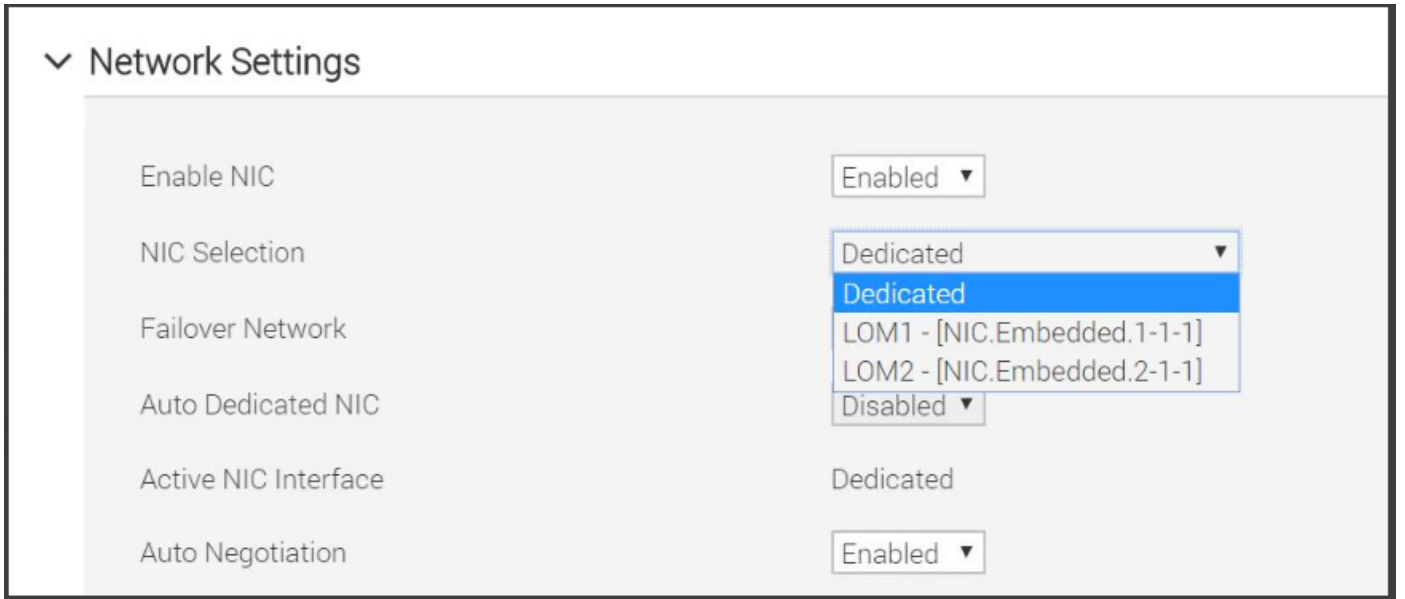 Network Settings
Enable NIC Enabled
NIC Selection Dedicated
Dedicated
Failover Network LOM1 - [NIC.Embedded.1-1-1]
LOM2 - [NIC.Embedded.2-1-1]
Auto Dedicated NIC Disabled
Active NIC Interface Dedicated
Auto Negotiation Enabled